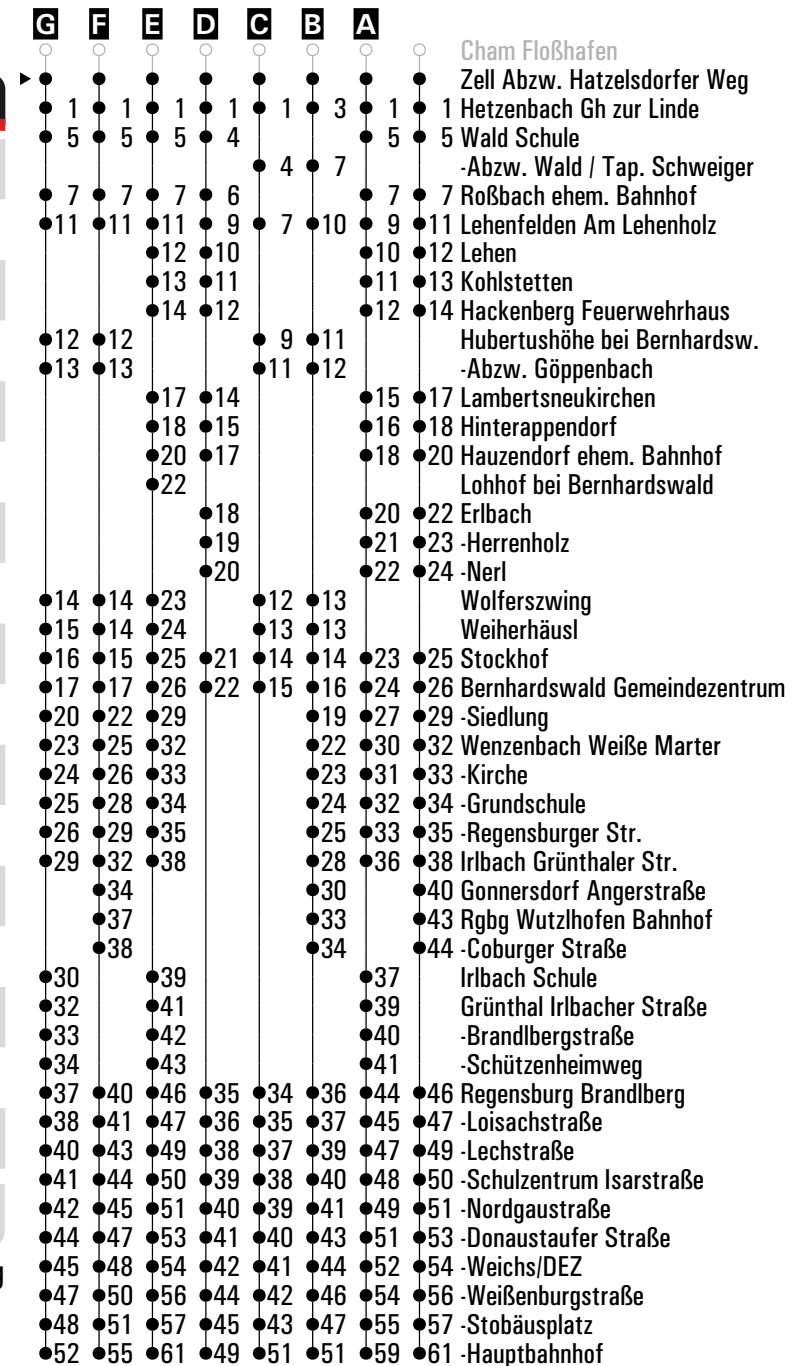 G F E D C B A
Cham Floßhafen
Zell Abzw. Hatzelsdorfer Weg
1 1 1 1 1 3 1 1 Hetzenbach Gh zur Linde
5 5 5 4 5 5 Wald Schule
4 7 -Abzw. Wald / Tap. Schweiger
7 7 7 6 7 7 Roßbach ehem. Bahnhof
11 11 11 9 7 10 9 11 Lehenfelden Am Lehenholz
12 10 10 12 Lehen
13 11 11 13 Kohlstetten
14 12 12 14 Hackenberg Feuerwehrhaus
12 12 9 11 Hubertushöhe bei Bernhardsw.
13 13 11 12 -Abzw. Göppenbach
17 14 15 17 Lambertsneukirchen
18 15 16 18 Hinterappendorf
20 17 18 20 Hauzendorf ehem. Bahnhof
22 Lohhof bei Bernhardswald
18 20 22 Erlbach
19 21 23 -Herrenholz
20 22 24 -Nerl
14 14 23 12 13 Wolferszwing
15 14 24 13 13 Weiherhäusl
16 15 25 21 14 14 23 25 Stockhof
17 17 26 22 15 16 24 26 Bernhardswald Gemeindezentrum
20 22 29 19 27 29 -Siedlung
23 25 32 22 30 32 Wenzenbach Weiße Marter
24 26 33 23 31 33 -Kirche
25 28 34 24 32 34 -Grundschule
26 29 35 25 33 35 -Regensburger Str.
29 32 38 28 36 38 Irlbach Grünthaler Str.
34 30 40 Gonnersdorf Angerstraße
37 33 43 Rgbg Wutzlhofen Bahnhof
38 34 44 -Coburger Straße
30 39 37 Irlbach Schule
32 41 39 Grünthal Irlbacher Straße
33 42 40 -Brandlbergstraße
34 43 41 -Schützenheimweg
37 40 46 35 34 36 44 46 Regensburg Brandlberg
38 41 47 36 35 37 45 47 -Loisachstraße
40 43 49 38 37 39 47 49 -Lechstraße
41 44 50 39 38 40 48 50 -Schulzentrum Isarstraße
42 45 51 40 39 41 49 51 -Nordgaustraße
44 47 53 41 40 43 51 53 -Donaustaufer Straße
45 48 54 42 41 44 52 54 -Weichs/DEZ
47 50 56 44 42 46 54 56 -Weißenburgstraße
48 51 57 45 43 47 55 57 -Stobäusplatz
52 55 61 49 51 51 59 61 -Hauptbahnhof